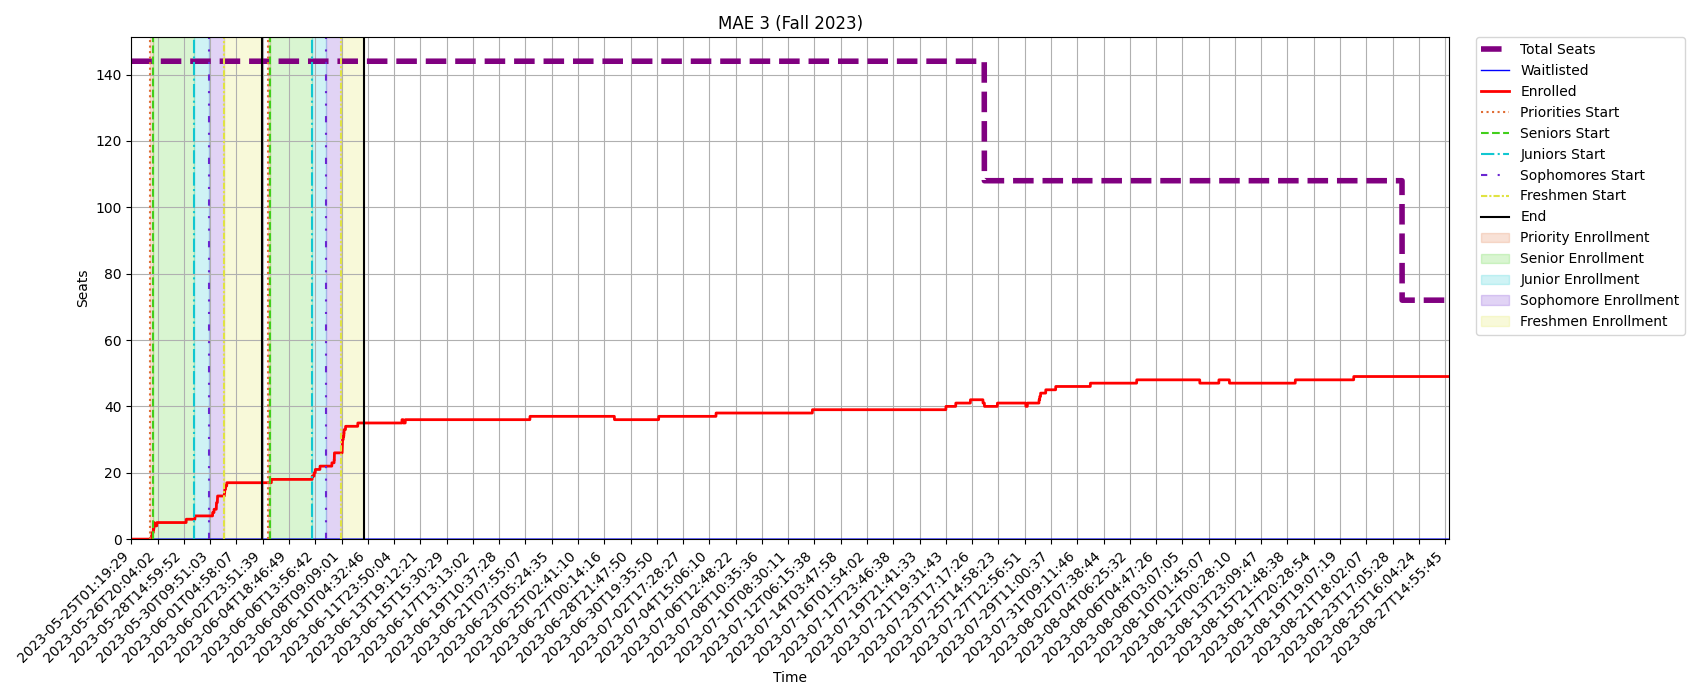 MAE 3 (Fall 2023)
Seats
140
120
100
80
60
40
20
0
2023-05-25T01:19:29
2023-05-26T20:04:02
2023-05-28T14:59:52
2023-05-30T09:51:03
2023-06-01T04:58:07
2023-06-02T23:51:39
2023-06-04T18:46:49
2023-06-06T13:56:42
2023-06-08T09:09:01
2023-06-10T04:32:46
2023-06-11T23:50:04
2023-06-13T19:12:21
2023-06-15T15:30:29
2023-06-17T13:13:02
2023-06-19T10:37:28
2023-06-21T07:55:07
2023-06-23T05:24:35
2023-06-25T02:41:10
2023-06-27T00:14:16
2023-06-28T21:47:50
2023-06-30T19:35:50
2023-07-02T17:28:27
2023-07-04T15:06:10
2023-07-06T12:48:22
2023-07-08T10:35:36
2023-07-10T08:30:11
2023-07-12T06:15:38
2023-07-14T03:47:58
2023-07-16T01:54:02
2023-07-17T23:46:38
2023-07-19T21:41:33
2023-07-21T19:31:43
2023-07-23T17:17:26
2023-07-25T14:58:23
2023-07-27T12:56:51
2023-07-29T11:00:37
2023-07-31T09:11:46
2023-08-02T07:38:44
2023-08-04T06:25:32
2023-08-06T04:47:26
2023-08-08T03:07:05
2023-08-10T01:45:07
2023-08-12T00:28:10
2023-08-13T23:09:47
2023-08-15T21:48:38
2023-08-17T20:28:54
2023-08-19T19:07:19
2023-08-21T18:02:07
2023-08-23T17:05:28
2023-08-25T16:04:24
2023-08-27T14:55:45
Time
Total Seats
Waitlisted
Enrolled
Priorities Start
Seniors Start
Juniors Start
Sophomores Start
Freshmen Start
End
Priority Enrollment
Senior Enrollment
Junior Enrollment
Sophomore Enrollment
Freshmen Enrollment